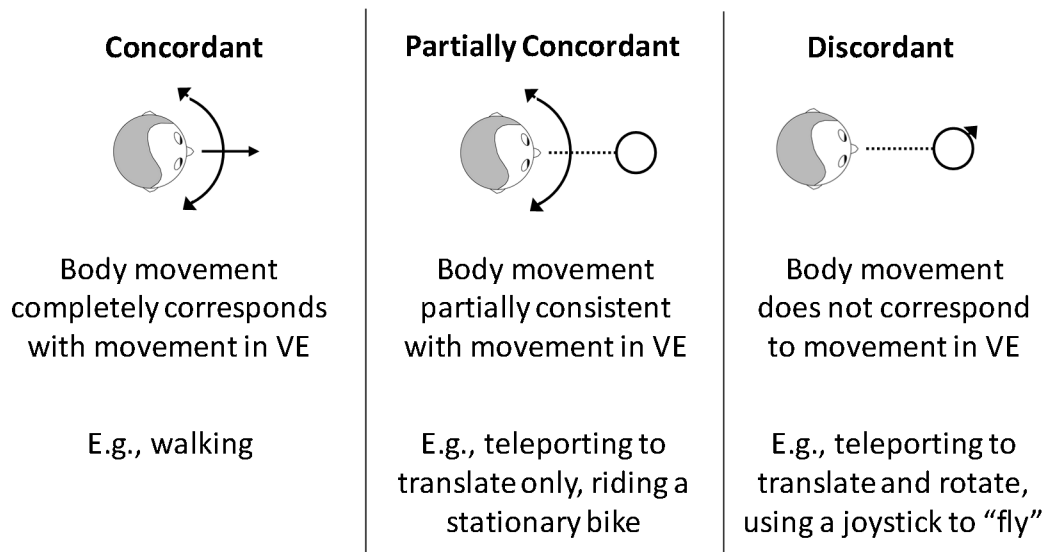 Concordant
Body movement
completely corresponds
with movement in VE
E.g., walking
Partially Concordant
Body movement
partially consistent
with movement in VE
E.g., teleporting to
translate only, riding a
stationary bike
Discordant
Body movement
does not correspond
to movement in VE
E.g., teleporting to
translate and rotate,
using a joystick to “fly”